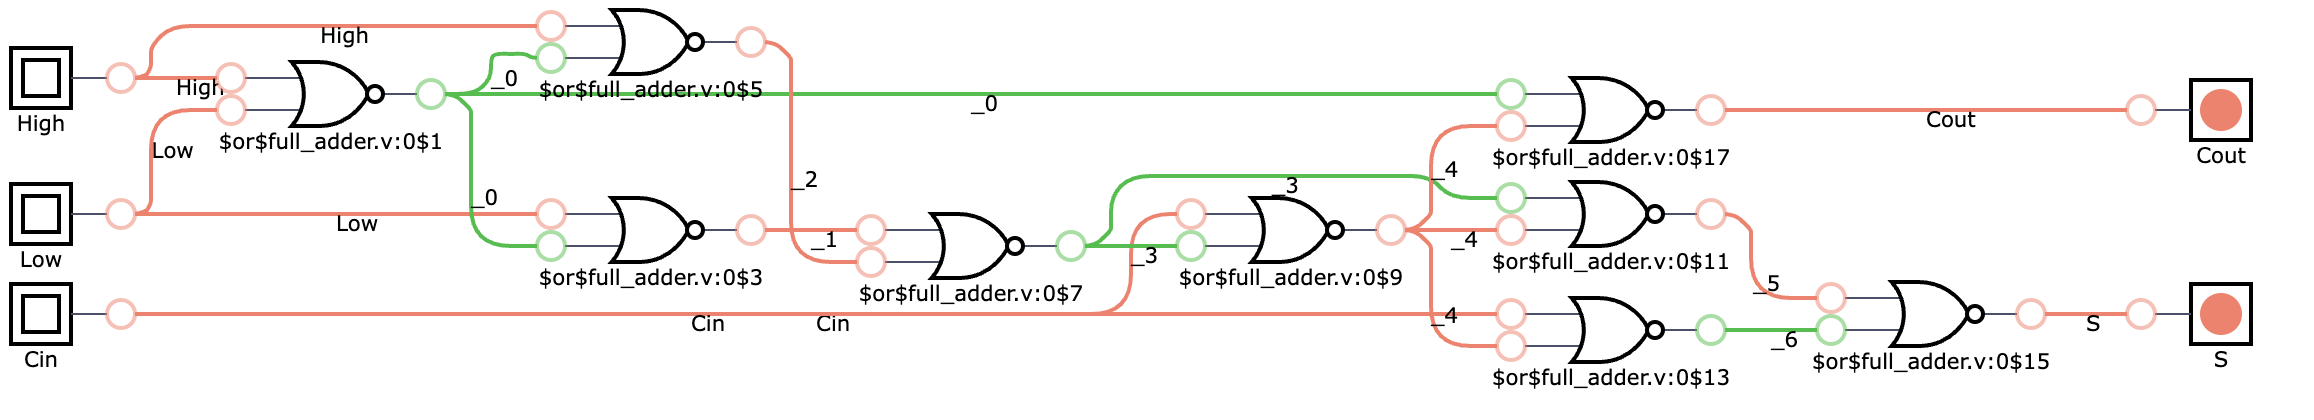 High
Low
Cin
High
High
Low
$or$full_adder.v:0$1
_0
$or$full_adder.v:0$5
_0
_0
Low
$or$full_adder.v:0$3
_2
_1
$or$full_adder.v:0$7
Cin
Cin
_3
_3
$or$full_adder.v:0$9
_4
_4
_4
$or$full_adder.v:0$17
$or$full_adder.v:0$11
$or$full_adder.v:0$13
_5
_6
$or$full_adder.v:0$15
Cout
Cout
S
S